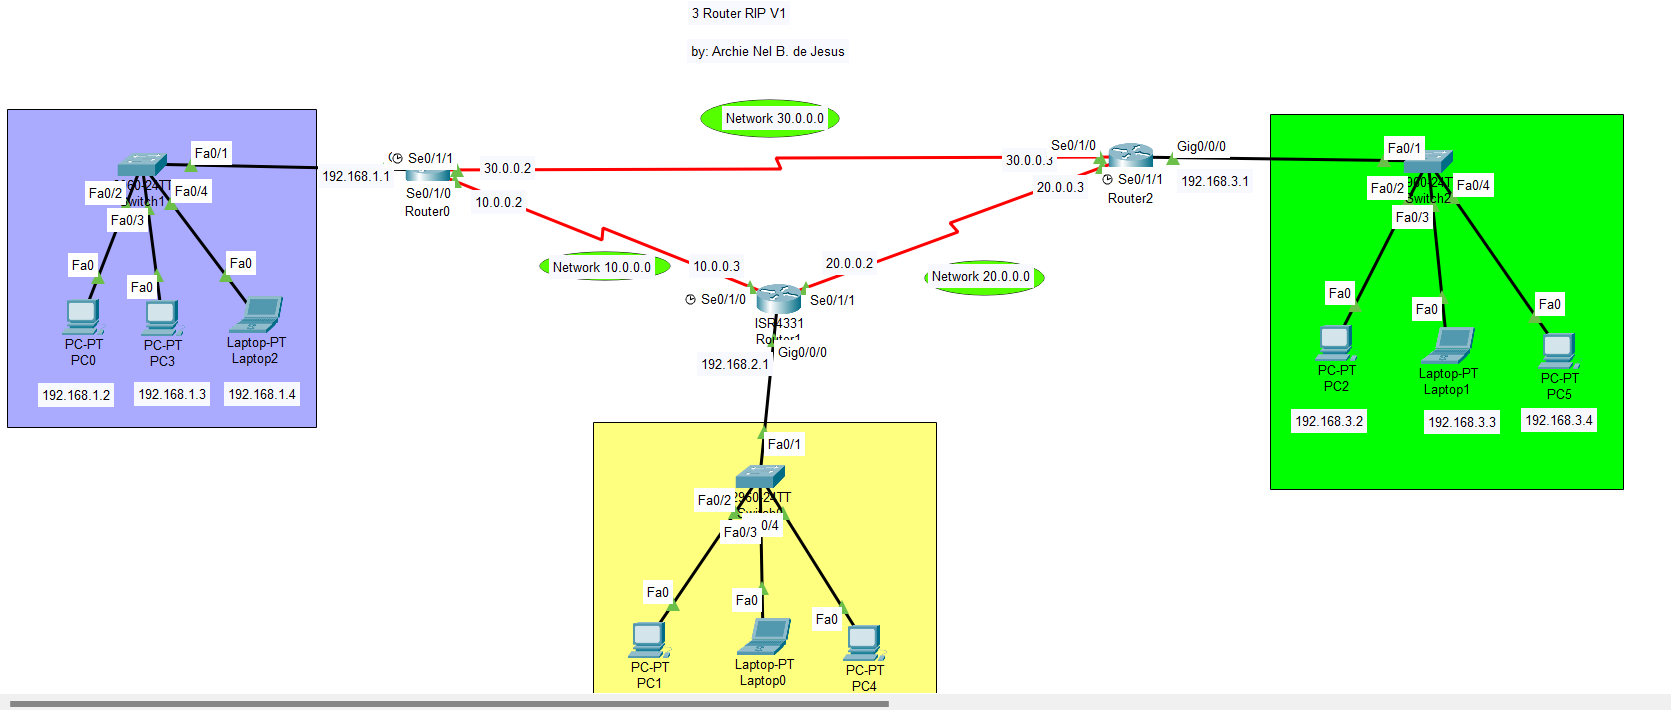 3 Router RIP V1
by: Archie Nel B. de Jesus
Network 30.0.0.0
Fa0/1
192.168.1.1
Se0/1/1
30.0.0.2
Se0/1/0
Router0
10.0.0.2
Fa0/2
Fa0/4
Fa0/3
Fa0
Fa0
Fa0
PC-PT
PC0
PC-PT
PC3
Laptop-PT
Laptop2
192.168.1.2
192.168.1.3
192.168.1.4
Network 10.0.0.0
10.0.0.3
20.0.0.2
Se0/1/0
Se0/1/1
ISR4331
Router1
Gig0/0/0
192.168.2.1
Network 20.0.0.0
Se0/1/0
30.0.0.3
20.0.0.3
Se0/1/1
Router2
Gig0/0/0
192.168.3.1
Fa0/1
Fa0/2
Fa0/4
Switch2
Fa0/3
Fa0
Fa0
Fa0
PC-PT
PC2
Laptop-PT
Laptop1
PC-PT
PC5
192.168.3.2
192.168.3.3
192.168.3.4
Fa0/1
Fa0/2
2960-24TT
Fa0/3
0/4
Fa0
Fa0
Fa0
PC-PT
PC1
Laptop-PT
Laptop0
PC-PT
PC4